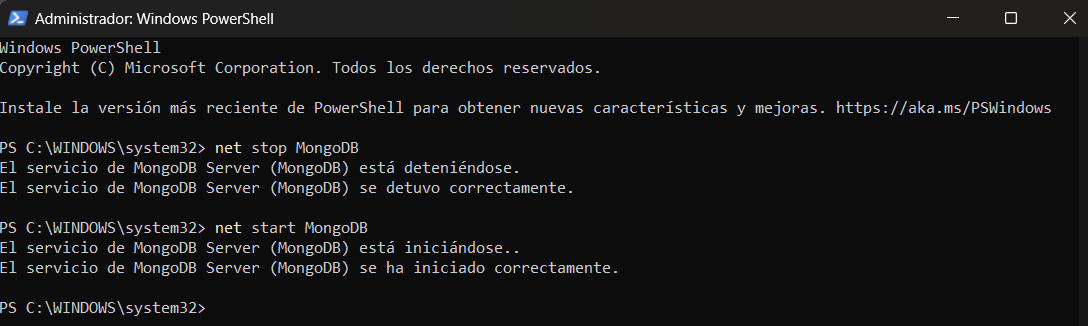 Administrador: Windows PowerShell
Windows PowerShell
Copyright (C) Microsoft Corporation. Todos los derechos reservados.
Instale la versión más reciente de PowerShell para obtener nuevas características y mejoras. https://aka.ms/PSWindows
PS C:\WINDOWS\system32> net stop MongoDB
El servicio de MongoDB Server (MongoDB) está deteniéndose.
El servicio de MongoDB Server (MongoDB) se detuvo correctamente.
PS C:\WINDOWS\system32> net start MongoDB
El servicio de MongoDB Server (MongoDB) está iniciándose..
El servicio de MongoDB Server (MongoDB) se ha iniciado correctamente.
PS C:\WINDOWS\system32>